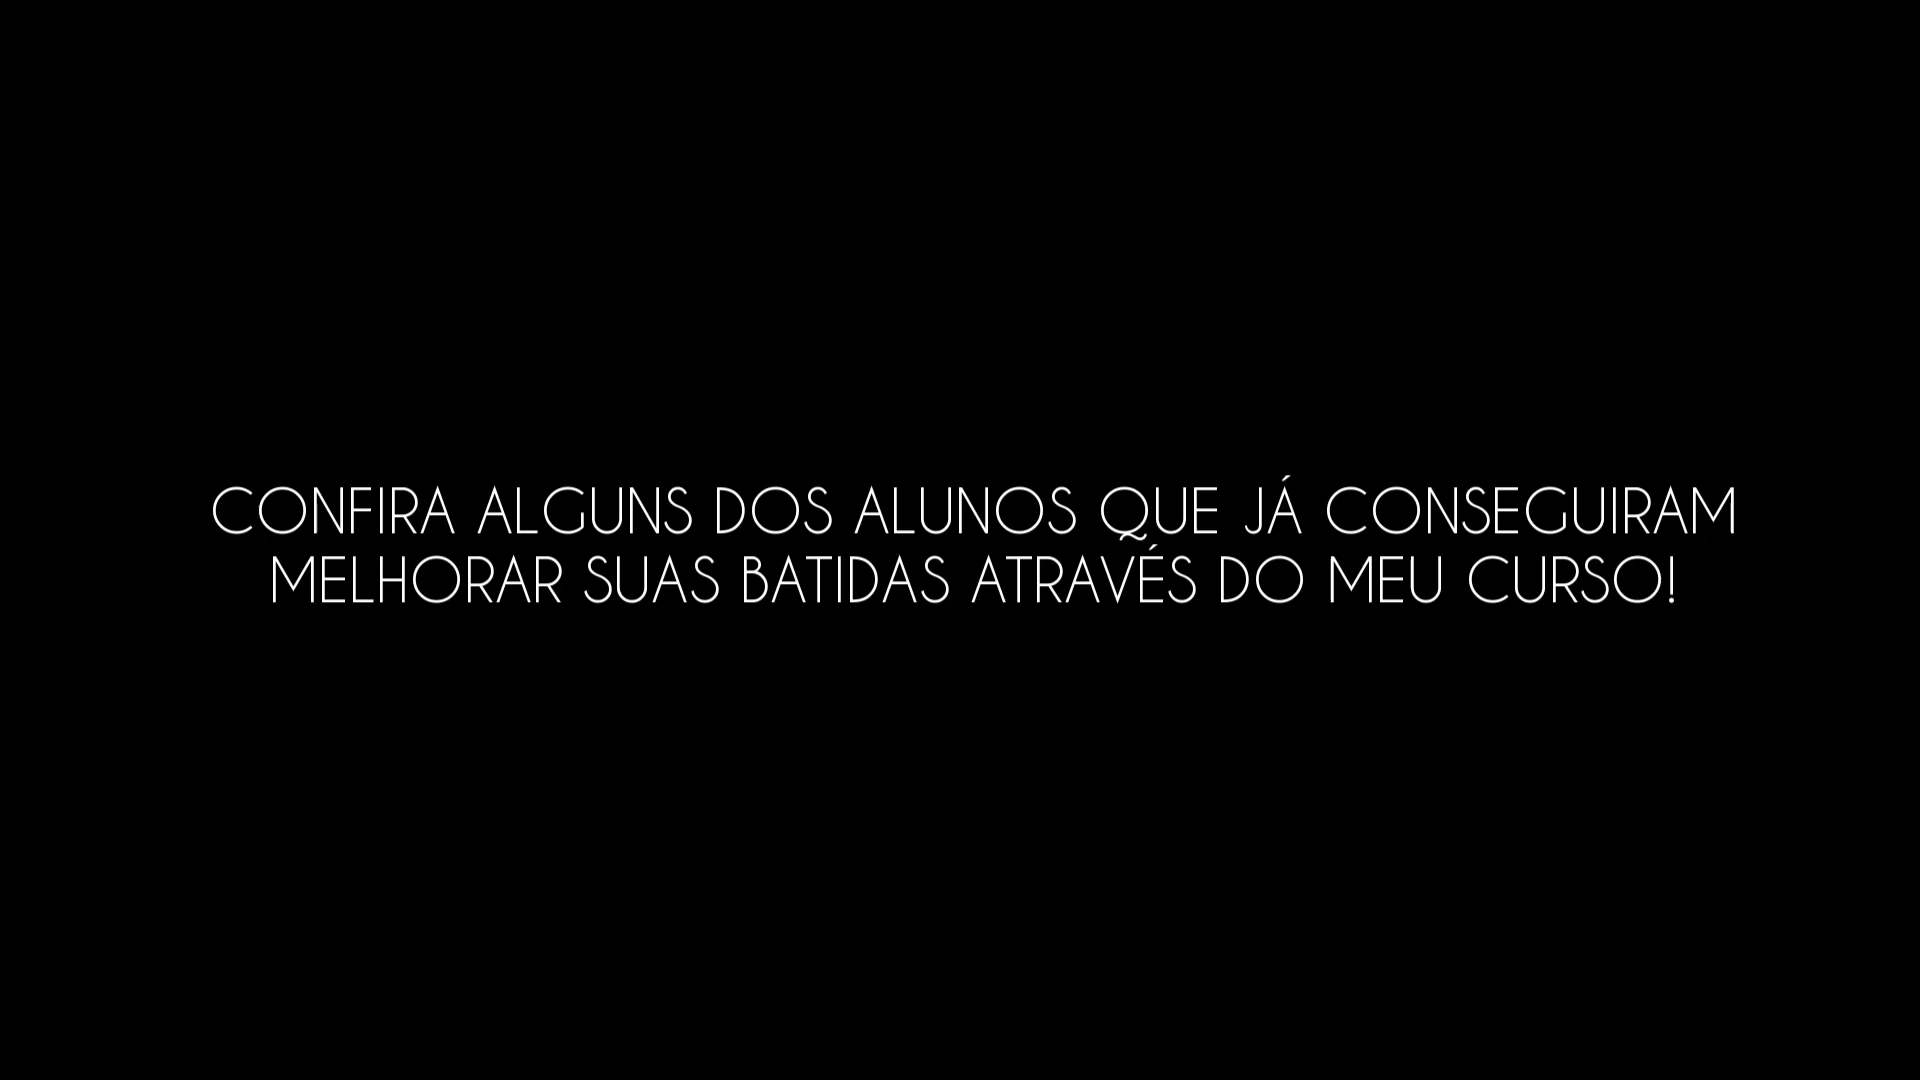 CONFIRA ALGUNS DOS ALUNOS QUE JÁ CONSEGUIRAM
MELHORAR SUAS BATIDAS ATRAVÉS DO MEU CURSO!